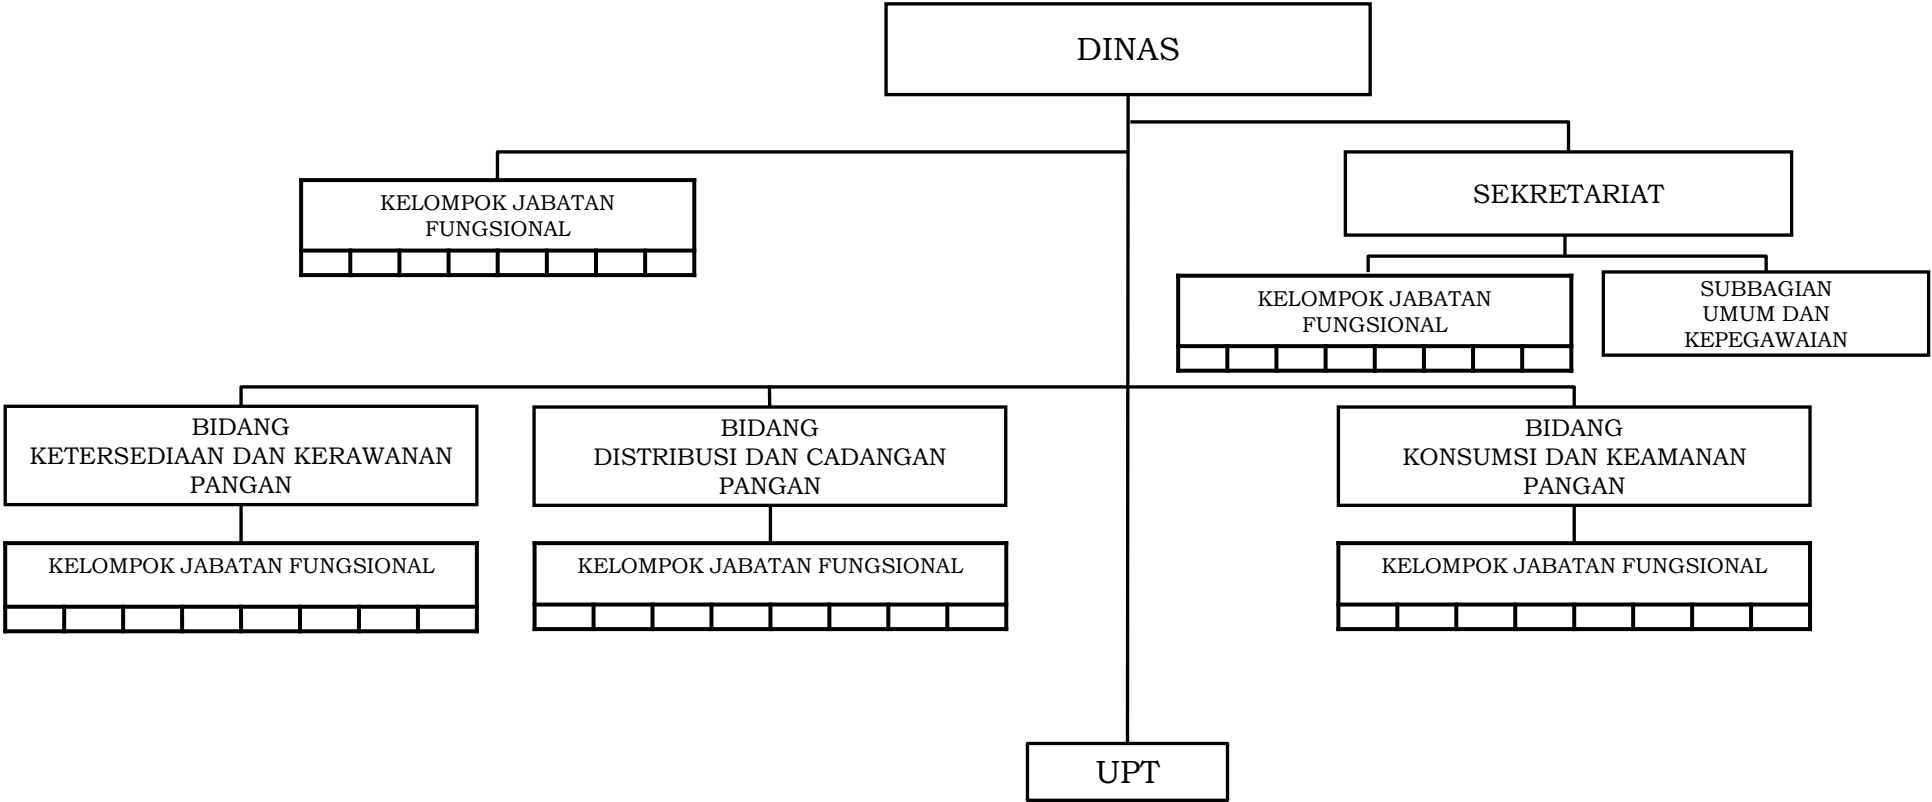 DINAS
KELOMPOK JABATAN
FUNGSIONAL
SEKRETARIAT
KELOMPOK JABATAN
FUNGSIONAL
SUBBAGIAN
UMUM DAN
KEPEGAWAIAN
BIDANG
KETERSEDIAAN DAN KERAWANAN
PANGAN
BIDANG
DISTRIBUSI DAN CADANGAN
PANGAN
BIDANG
KONSUMSI DAN KEAMANAN
PANGAN
KELOMPOK JABATAN FUNGSIONAL
KELOMPOK JABATAN FUNGSIONAL
KELOMPOK JABATAN FUNGSIONAL
UPT